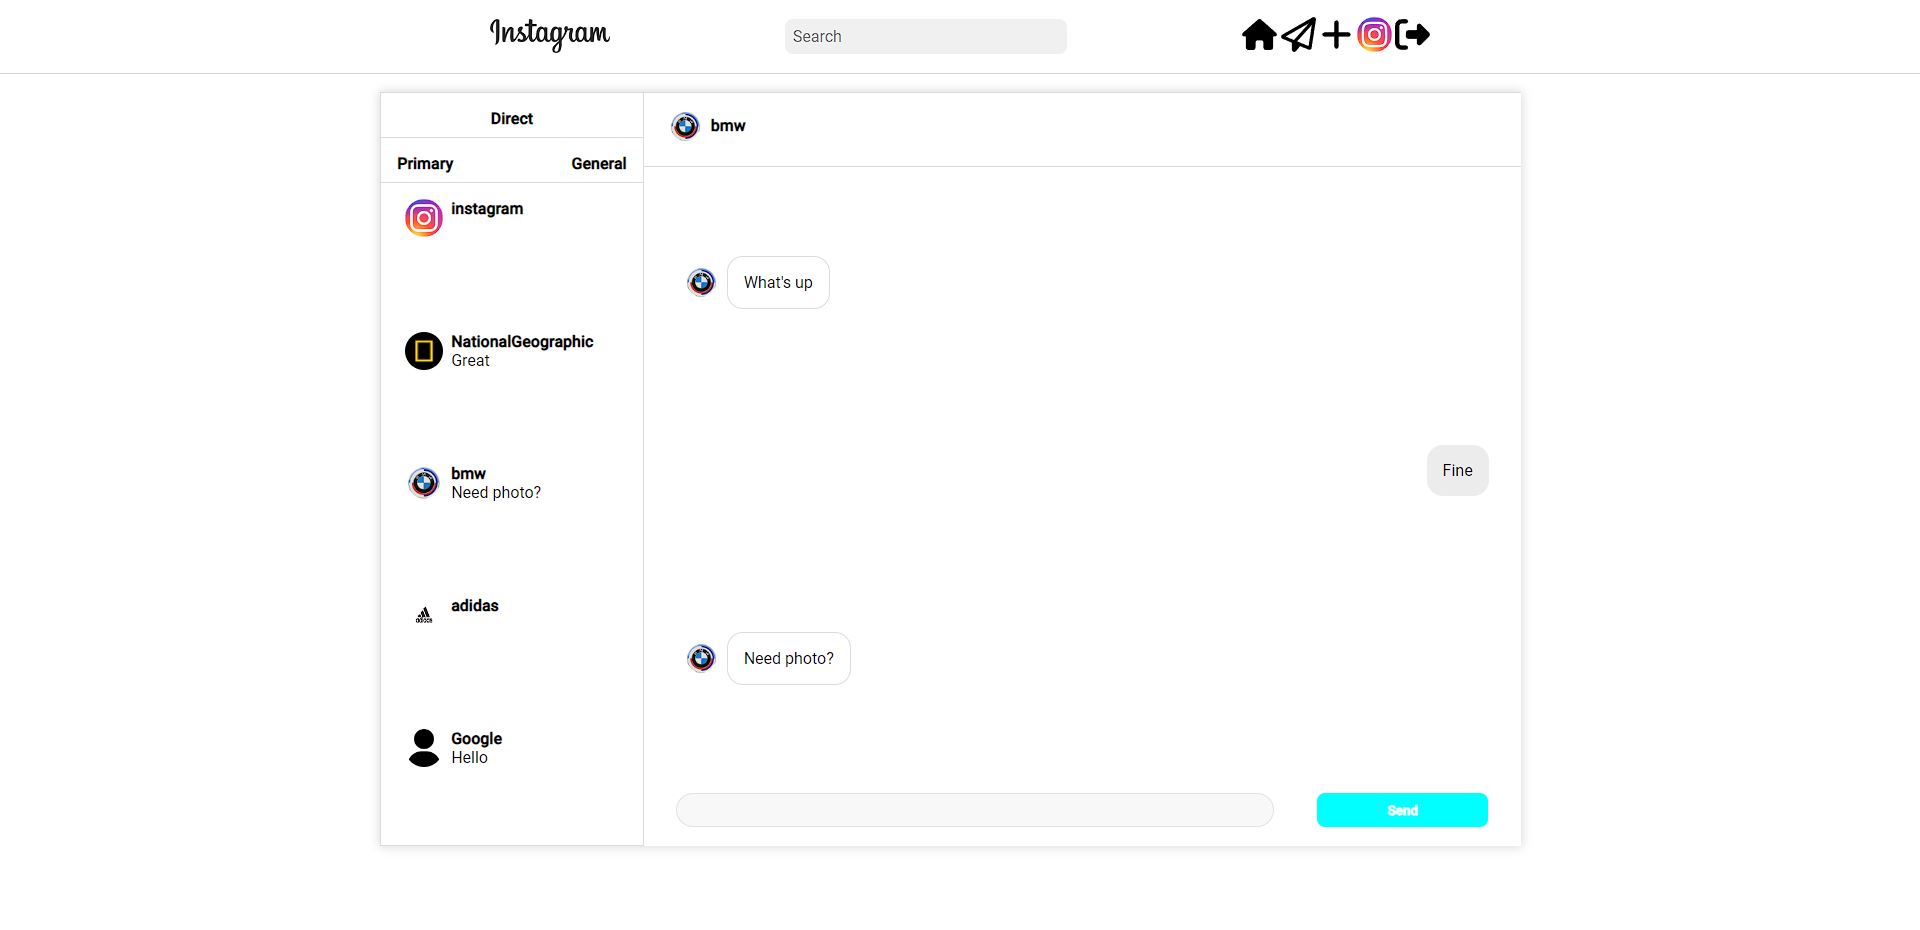 Instagram
Search
Direct
Primary General
instagram
NationalGeographic
Great
bmw
Need photo?
adidas
Google
Hello
bmw
What's up
Fine
Need photo?
Send